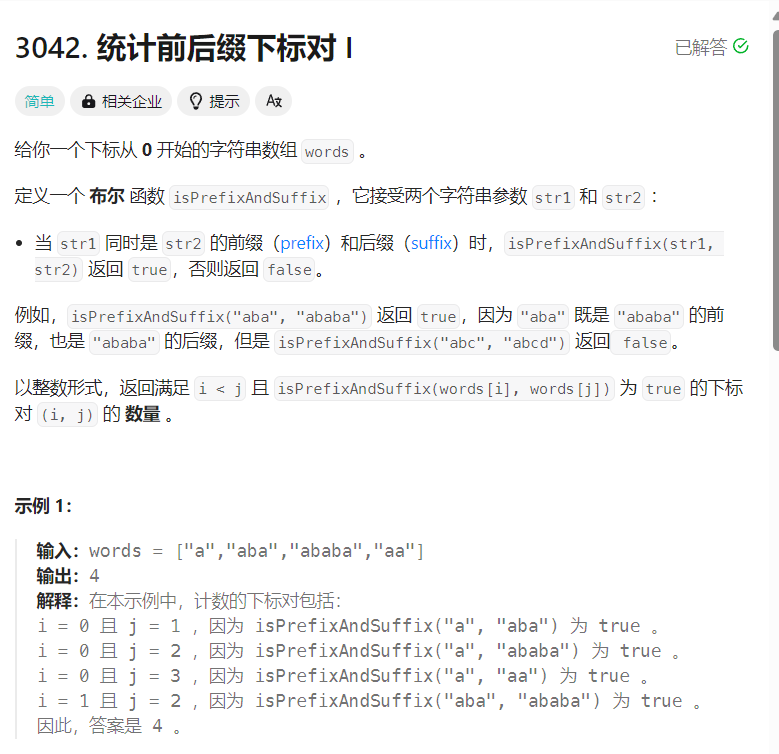 3042. 统计前后缀下标对 I
已解答
简单 相关企业 提示
给你一个下标从 0 开始的字符串数组 words 。
定义一个 布尔 函数 isPrefixAndSuffix ，它接受两个字符串参数 str1 和 str2 ：
当 str1 同时是 str2 的前缀（prefix）和后缀（suffix）时，isPrefixAndSuffix(str1,
str2) 返回 true，否则返回 false。
例如，isPrefixAndSuffix("aba", "ababa") 返回 true，因为 "aba" 既是 "ababa" 的前
缀，也是 "ababa" 的后缀，但是 isPrefixAndSuffix("abc", "abcd") 返回 false。
以整数形式，返回满足 i < j 且 isPrefixAndSuffix(words[i], words[j]) 为 true 的下标
对 (i, j) 的 数量 。
示例 1：
输入：words = ["a","aba","ababa","aa"]
输出：4
解释：在本示例中，计数的下标对包括：
i = 0 且 j = 1 ，因为 isPrefixAndSuffix("a", "aba") 为 true 。
i = 0 且 j = 2 ，因为 isPrefixAndSuffix("a", "ababa") 为 true 。
i = 0 且 j = 3 ，因为 isPrefixAndSuffix("a", "aa") 为 true 。
i = 1 且 j = 2 ，因为 isPrefixAndSuffix("aba", "ababa") 为 true 。
因此，答案是 4 。